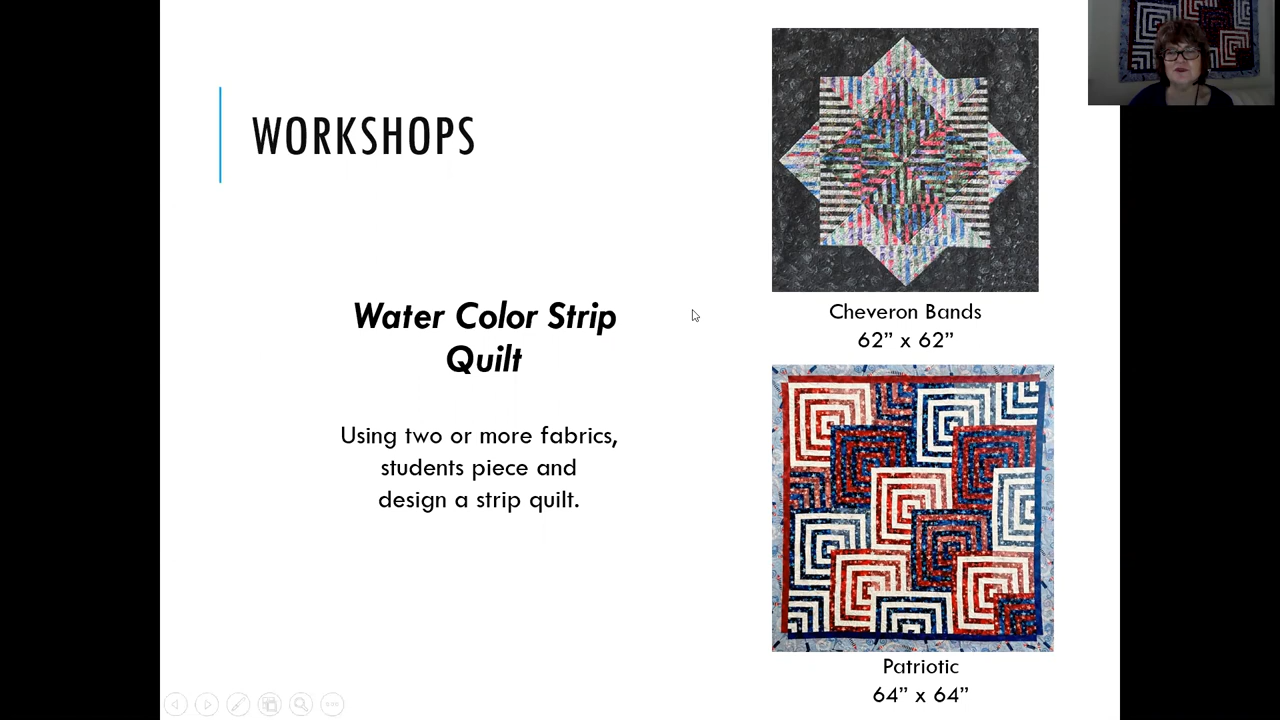 WORKSHOPS
Water Color Strip
Quilt
Using two or more fabrics,
students piece and
design a strip quilt.
Cheveron Bands
62” x 62”
Patriotic
64” x 64”